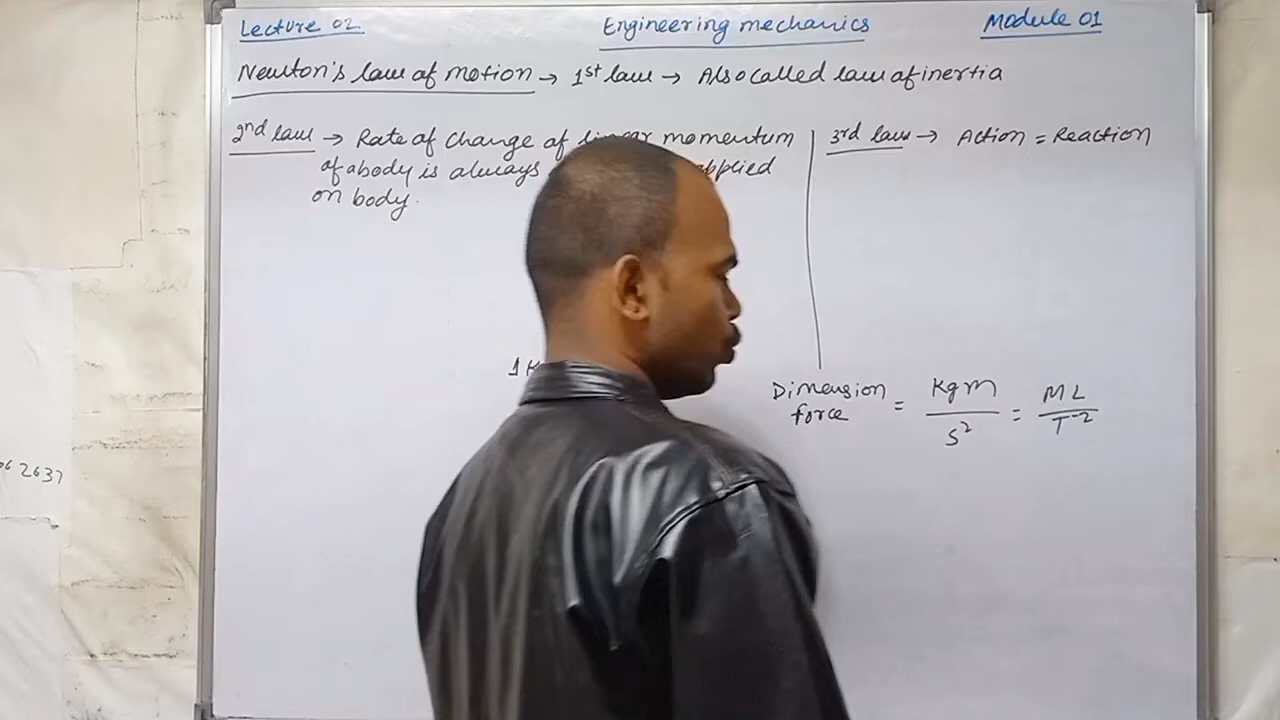 Lecture 02
Engineering mechanics
Module 01
Newton's law of motion → 1st law → Also called law of inertia
2nd law → Rate of Change of linear momentum
of a body is always applied
on body.
3rd law → Action = Reaction
1 K
Dimension force = Kg m / S² = ML / T⁻²
2637